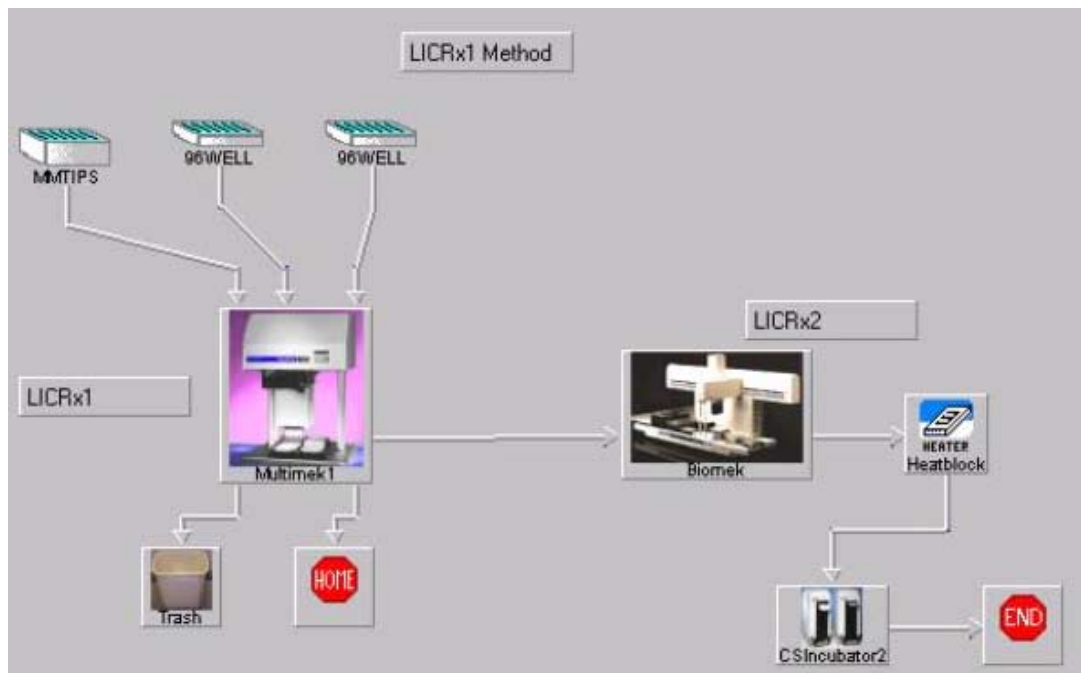 LICRx1 Method
MMTIPS
96WELL
96WELL
LICRx1
Multimek1
LICRx2
Biomek
HEATER
Heatblock
Trash
HOME
CSIncubator2
END